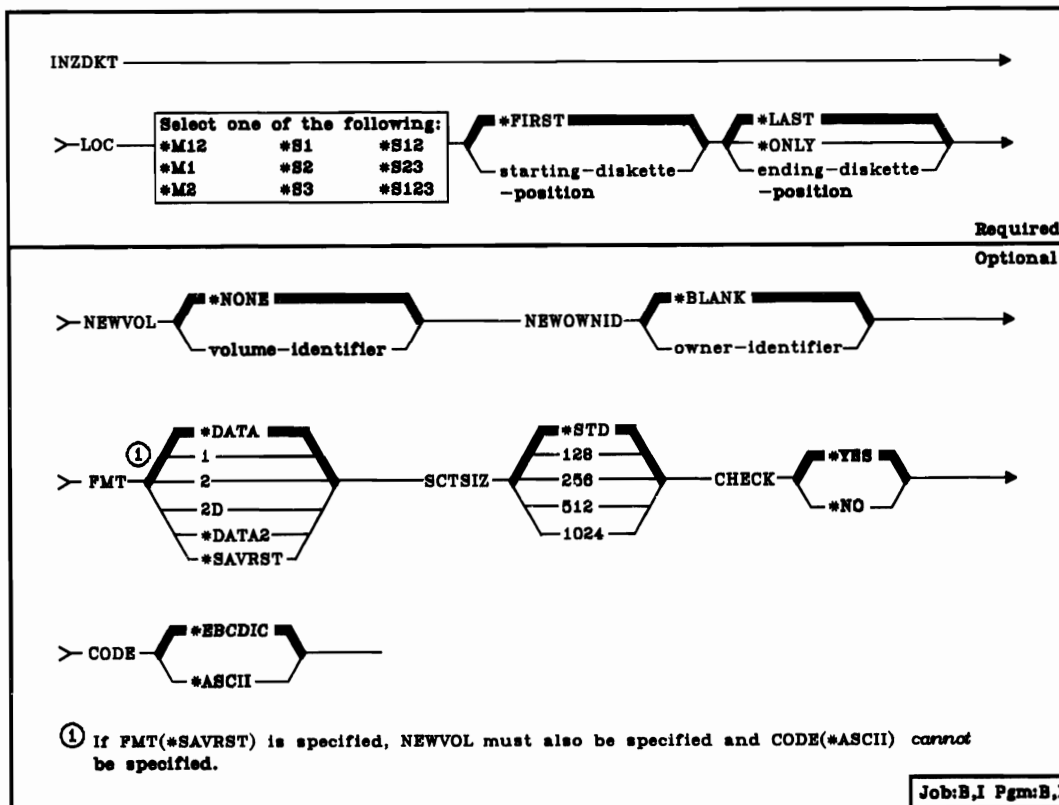 INZDKT
LOC
Select one of the following:
*M12 *S1 *S12
*M1 *S2 *S23
*M2 *S3 *S123
*FIRST
starting-diskette
-position
*LAST
*ONLY
ending-diskette
-position
Required
Optional
NEWVOL
*NONE
volume-identifier
NEWOWNID
*BLANK
owner-identifier
FMT
①
*DATA
1
2
2D
*DATA2
*SAVRST
SCTSIZ
*STD
128
256
512
1024
CHECK
*YES
*NO
CODE
*EBCDIC
*ASCII
① If FMT(*SAVRST) is specified, NEWVOL must also be specified and CODE(*ASCII) cannot
be specified.
Job:B,I Pgm:B,